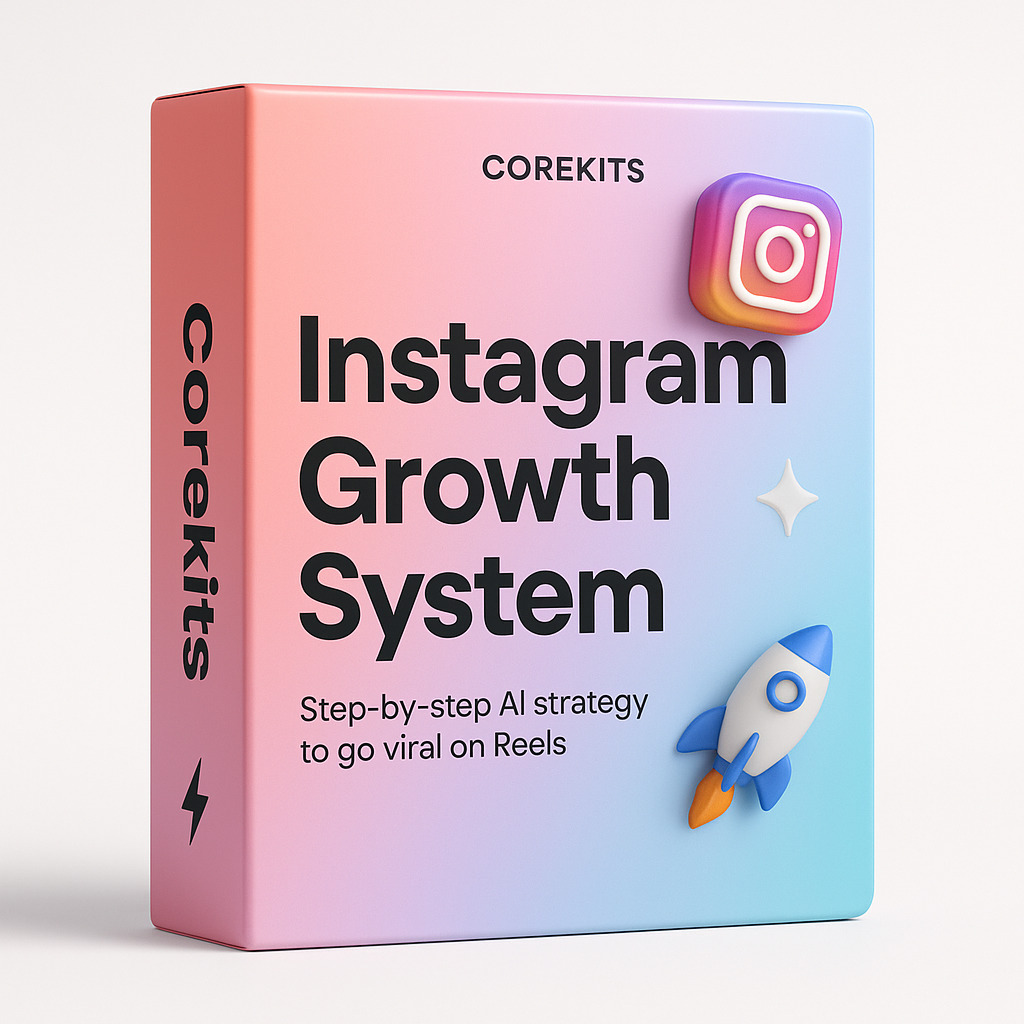 COREKITS
Instagram
Growth
System
Step-by-step AI strategy
to go viral on Reels
Corekits